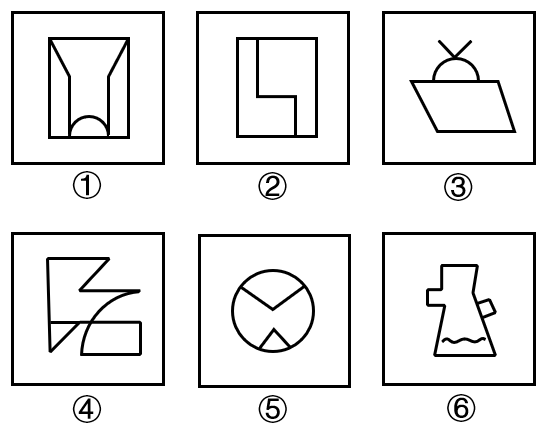 ① ② ③
④ ⑤ ⑥